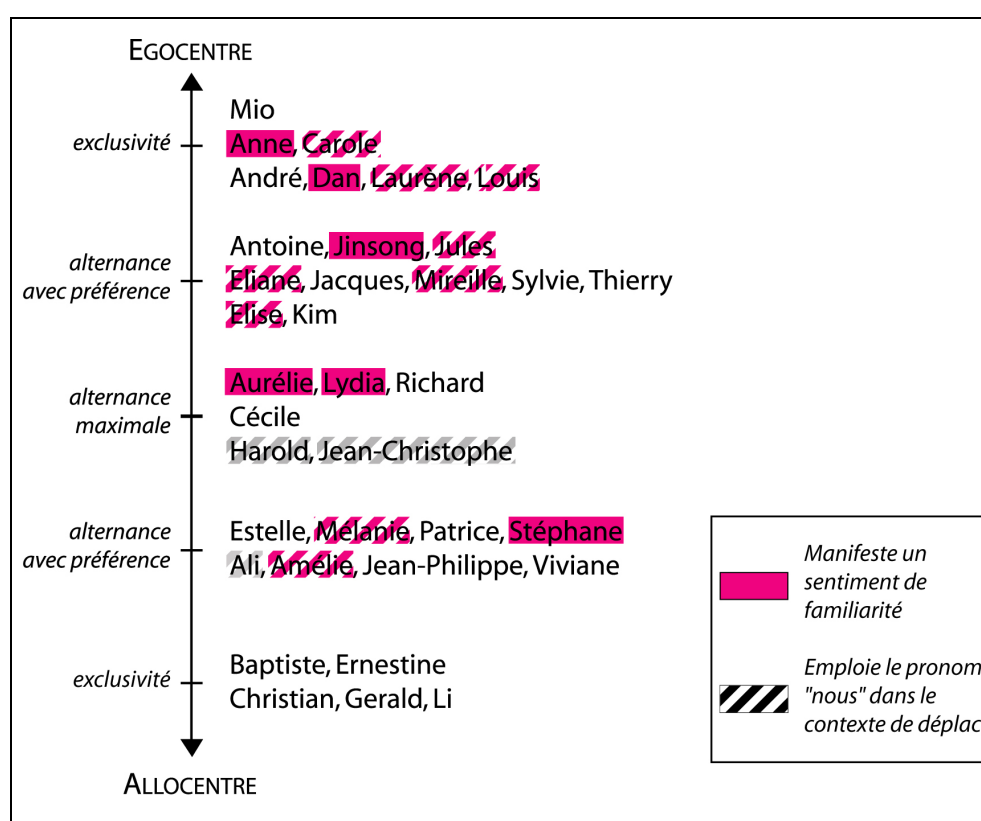 EGOCENTRE
exclusivité
Mio
Anne, Carole
André, Dan, Laurène, Louis
alternance
avec préférence
Antoine, Jinsong, Jules
Eliane, Jacques, Mireille, Sylvie, Thierry
Elise, Kim
alternance
maximale
Aurélie, Lydia, Richard
Cécile
Harold, Jean-Christophe
alternance
avec préférence
Estelle, Mélanie, Patrice, Stéphane
Ali, Amélie, Jean-Philippe, Viviane
exclusivité
Baptiste, Ernestine
Christian, Gerald, Li
ALLOCENTRE
Manifeste un
sentiment de
familiarité
Emploie le pronom
"nous" dans le
contexte de déplac